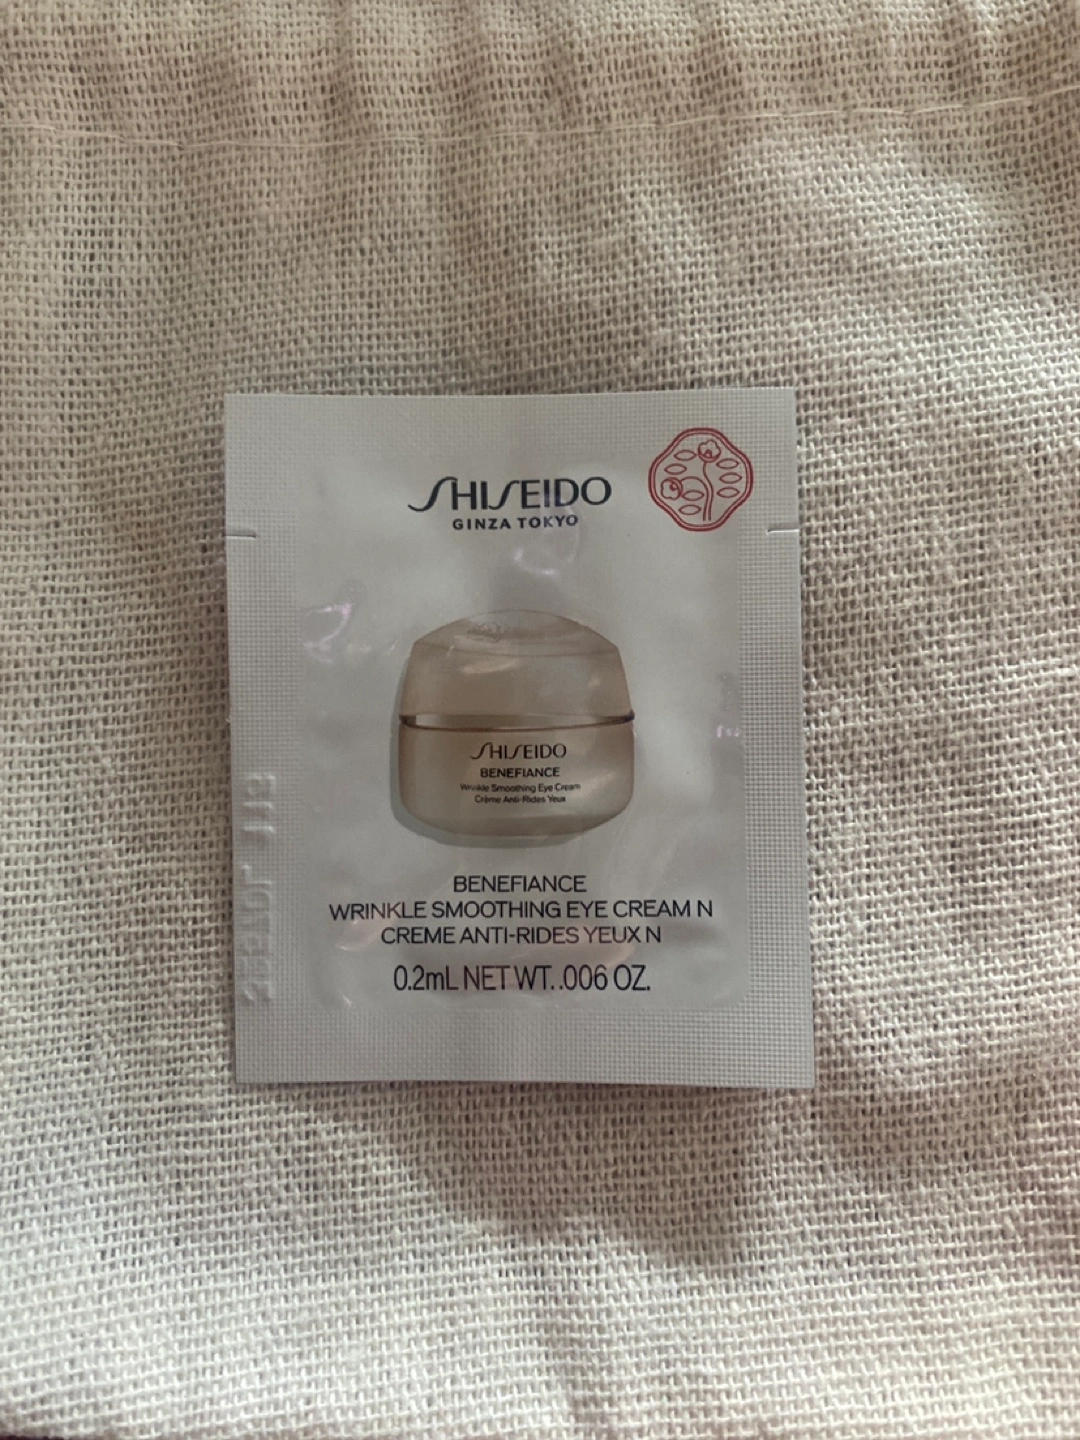 SHISEIDO
GINZA TOKYO
SHISEIDO
BENEFIANCE
Wrinkle Smoothing Eye Cream
Crème Anti-Rides Yeux
BENEFIANCE
WRINKLE SMOOTHING EYE CREAM N
CREME ANTI-RIDES YEUX N
0.2mL NET WT. .006 OZ.